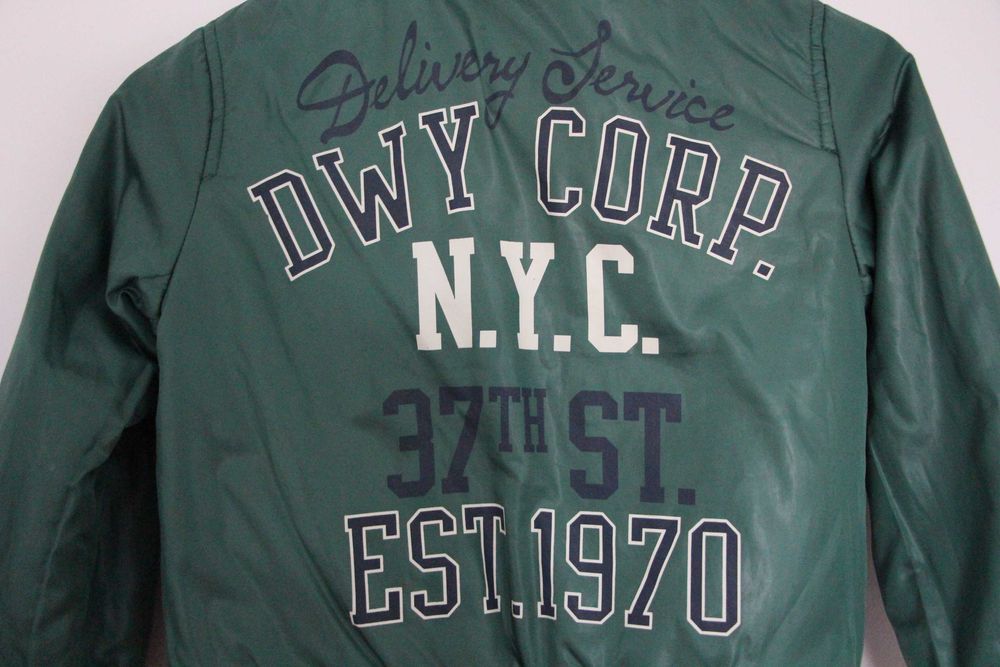 Delivery Service
DWY CORP.
N.Y.C.
37TH ST.
EST.1970